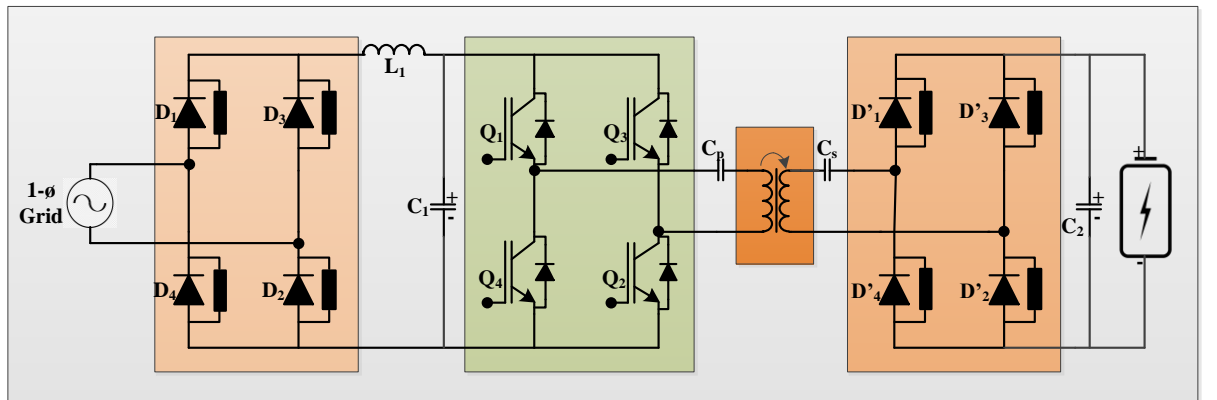 1-ø
Grid
D₁
D₃
D₄
D₂
L₁
C₁
+
-
Q₁
Q₃
Q₄
Q₂
Cₚ
Cₛ
D'₁
D'₃
D'₄
D'₂
C₂
+
-
+
-